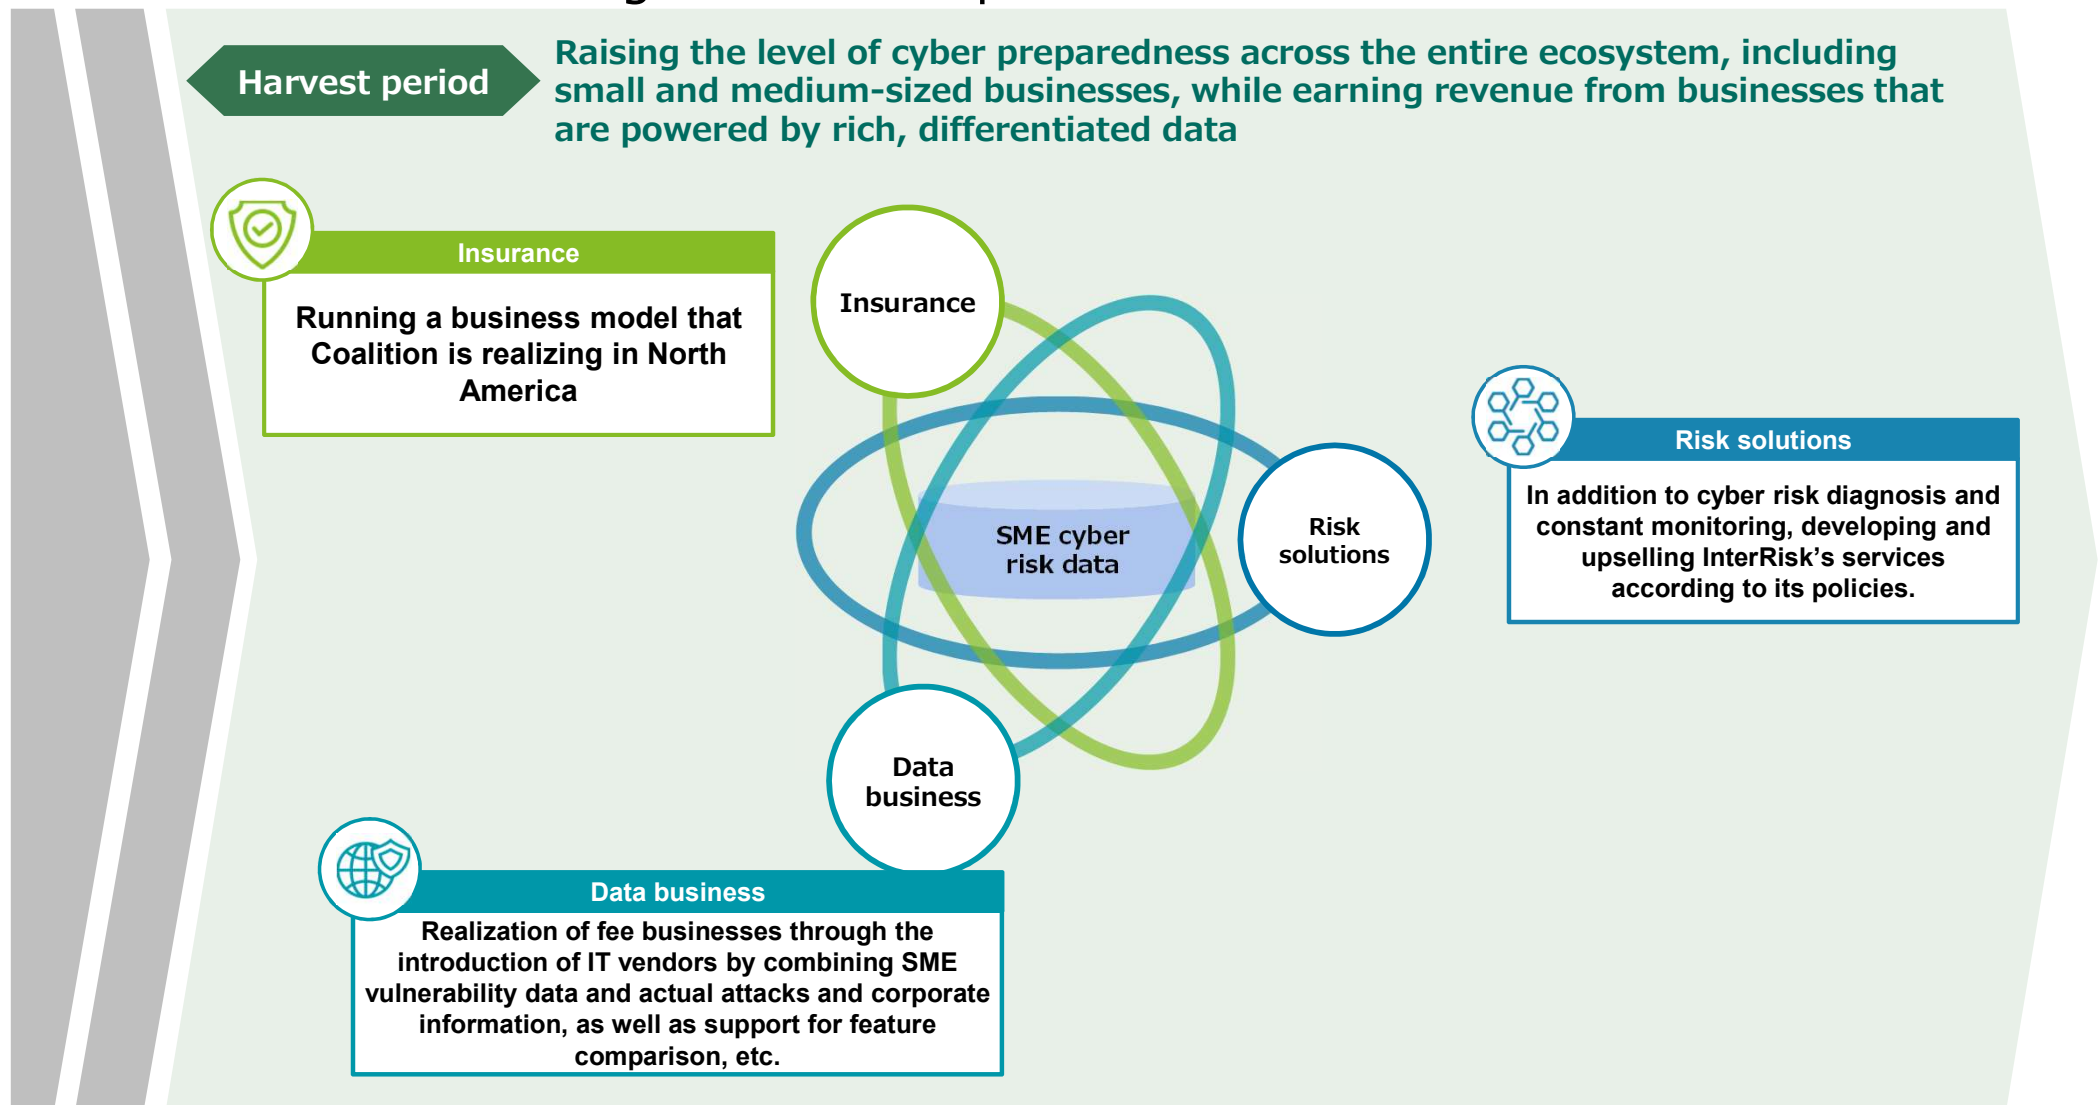 Harvest period
Raising the level of cyber preparedness across the entire ecosystem, including
small and medium-sized businesses, while earning revenue from businesses that
are powered by rich, differentiated data
Insurance
Running a business model that
Coalition is realizing in North
America
Insurance
SME cyber
risk data
Risk
solutions
Risk solutions
In addition to cyber risk diagnosis and
constant monitoring, developing and
upselling InterRisk’s services
according to its policies.
Data
business
Data business
Realization of fee businesses through the
introduction of IT vendors by combining SME
vulnerability data and actual attacks and corporate
information, as well as support for feature
comparison, etc.